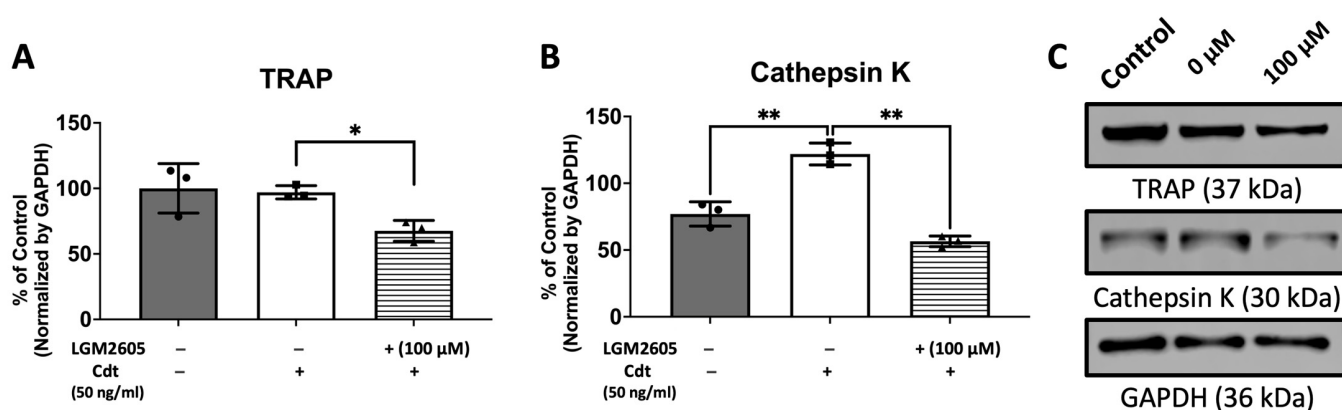 A
TRAP
% of Control
(Normalized by GAPDH)
150
100
50
0
*
LGM2605 – – + (100 μM)
Cdt – + +
(50 ng/ml)
B
Cathepsin K
% of Control
(Normalized by GAPDH)
150
100
50
0
** **
LGM2605 – – + (100 μM)
Cdt – + +
(50 ng/ml)
C
Control 0 μM 100 μM
TRAP (37 kDa)
Cathepsin K (30 kDa)
GAPDH (36 kDa)